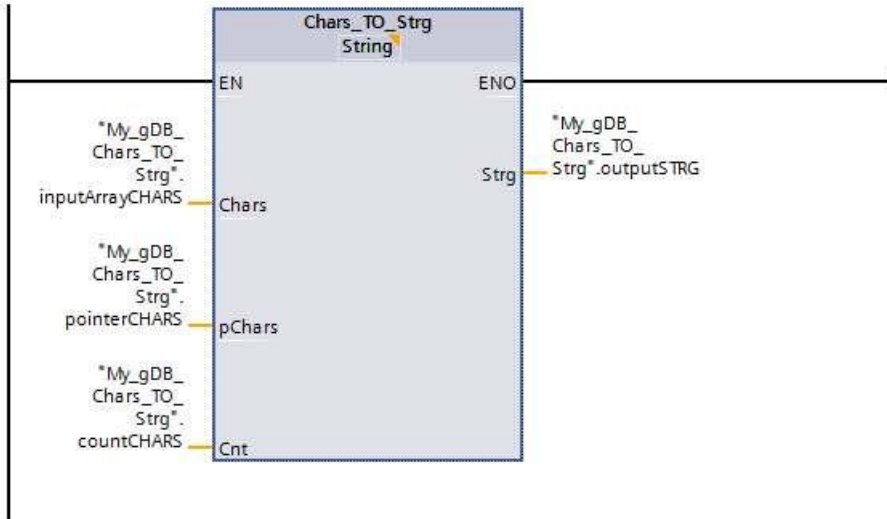 Chars_TO_Strg
String
EN
ENO
"My_gDB_
Chars_TO_
Strg".
inputArrayCHARS
Chars
Strg
"My_gDB_
Chars_TO_
Strg".outputSTRG
"My_gDB_
Chars_TO_
Strg".
pointerCHARS
pChars
"My_gDB_
Chars_TO_
Strg".
countCHARS
Cnt